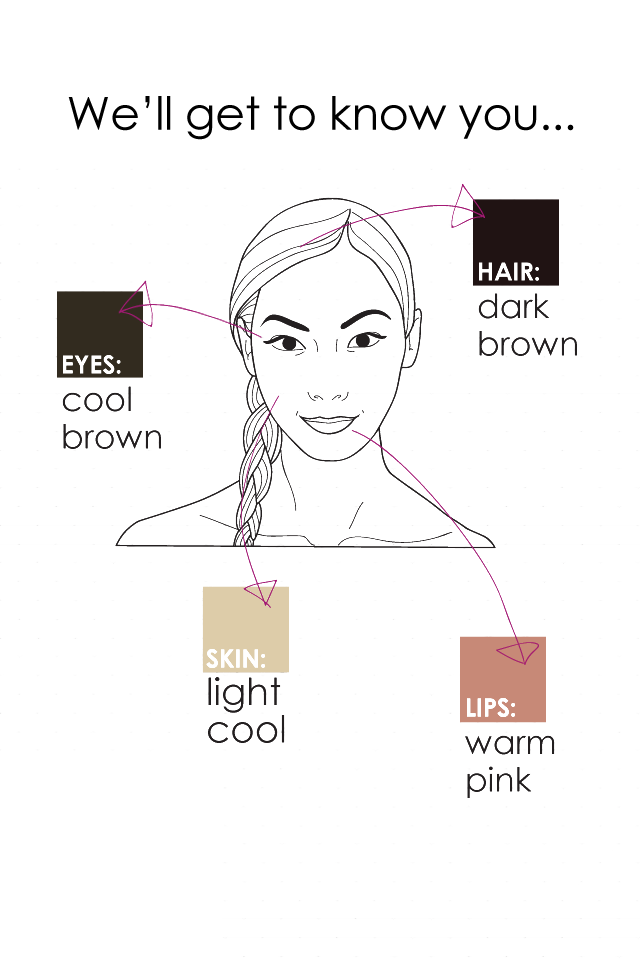 We'll get to know you...
HAIR:
dark
brown
EYES:
cool
brown
SKIN:
light
cool
LIPS:
warm
pink